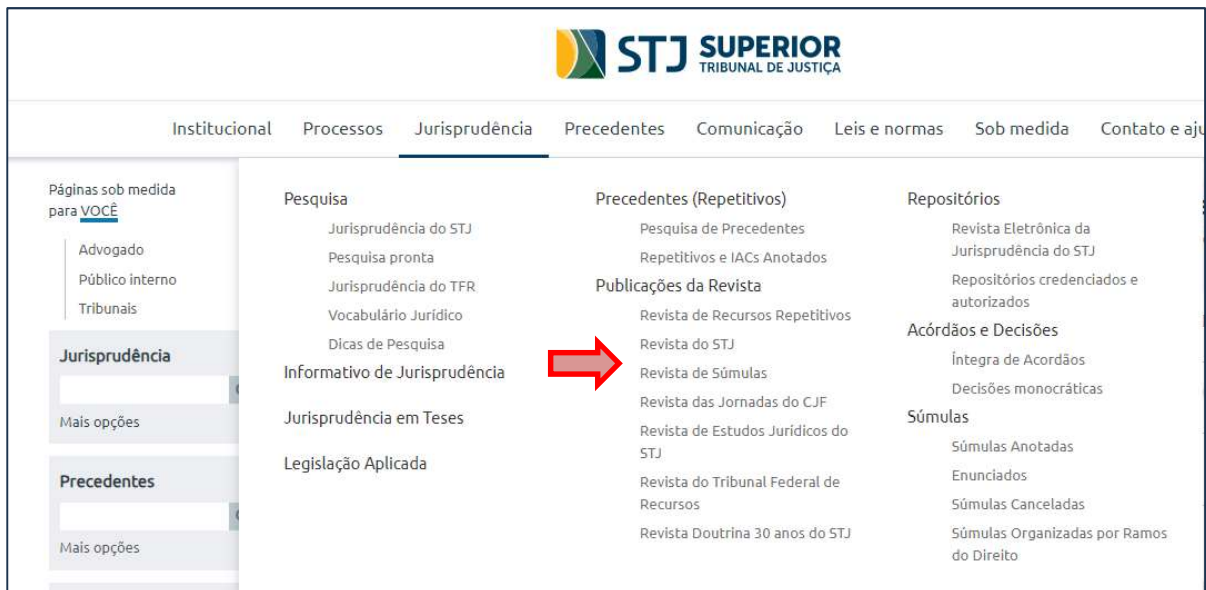 STJ SUPERIOR
TRIBUNAL DE JUSTIÇA
Institucional Processos Jurisprudência Precedentes Comunicação Leis e normas Sob medida Contato e aju
Páginas sob medida
para VOCÊ
Advogado
Público interno
Tribunais
Jurisprudência
Mais opções
Precedentes
Mais opções
Pesquisa
Jurisprudência do STJ
Pesquisa pronta
Jurisprudência do TFR
Vocabulário Jurídico
Dicas de Pesquisa
Informativo de Jurisprudência
Jurisprudência em Teses
Legislação Aplicada
Precedentes (Repetitivos)
Pesquisa de Precedentes
Repetitivos e IACs Anotados
Publicações da Revista
Revista de Recursos Repetitivos
Revista do STJ
Revista de Súmulas
Revista das Jornadas do CJF
Revista de Estudos Jurídicos do
STJ
Revista do Tribunal Federal de
Recursos
Revista Doutrina 30 anos do STJ
Repositórios
Revista Eletrônica da
Jurisprudência do STJ
Repositórios credenciados e
autorizados
Acórdãos e Decisões
Íntegra de Acordãos
Decisões monocráticas
Súmulas
Súmulas Anotadas
Enunciados
Súmulas Canceladas
Súmulas Organizadas por Ramos
do Direito